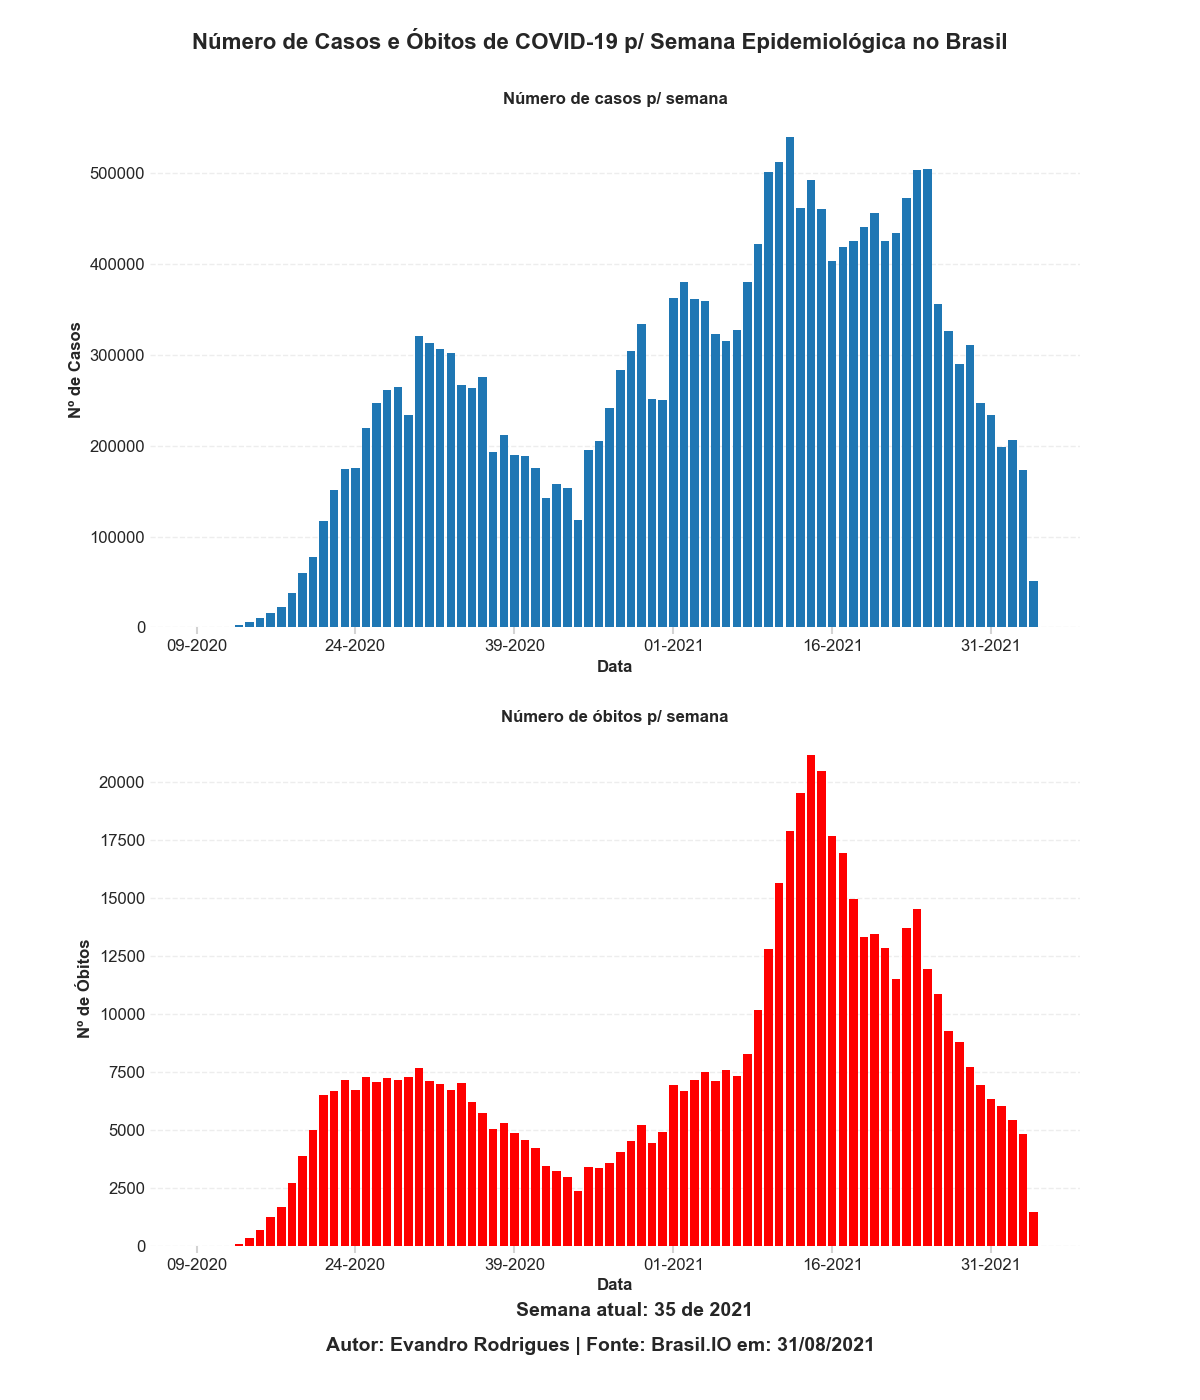 Número de Casos e Óbitos de COVID-19 p/ Semana Epidemiológica no Brasil
Número de casos p/ semana
Nº de Casos
500000
400000
300000
200000
100000
0
09-2020 24-2020 39-2020 01-2021 16-2021 31-2021
Data
Número de óbitos p/ semana
Nº de Óbitos
20000
17500
15000
12500
10000
7500
5000
2500
0
09-2020 24-2020 39-2020 01-2021 16-2021 31-2021
Data
Semana atual: 35 de 2021
Autor: Evandro Rodrigues | Fonte: Brasil.IO em: 31/08/2021